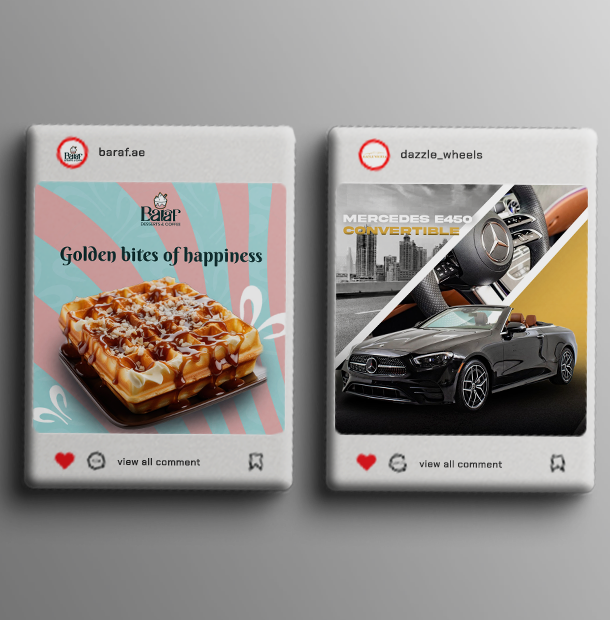 Baraf
baraf.ae
Baraf
DESSERTS & COFFEE
Golden bites of happiness
view all comment
dazzle_wheels
MERCEDES E450
CONVERTIBLE
view all comment